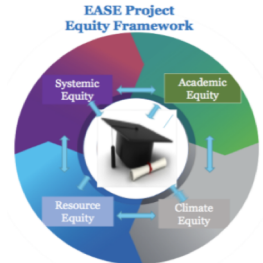 EASE Project
Equity Framework
Systemic
Equity
Academic
Equity
Resource
Equity
Climate
Equity